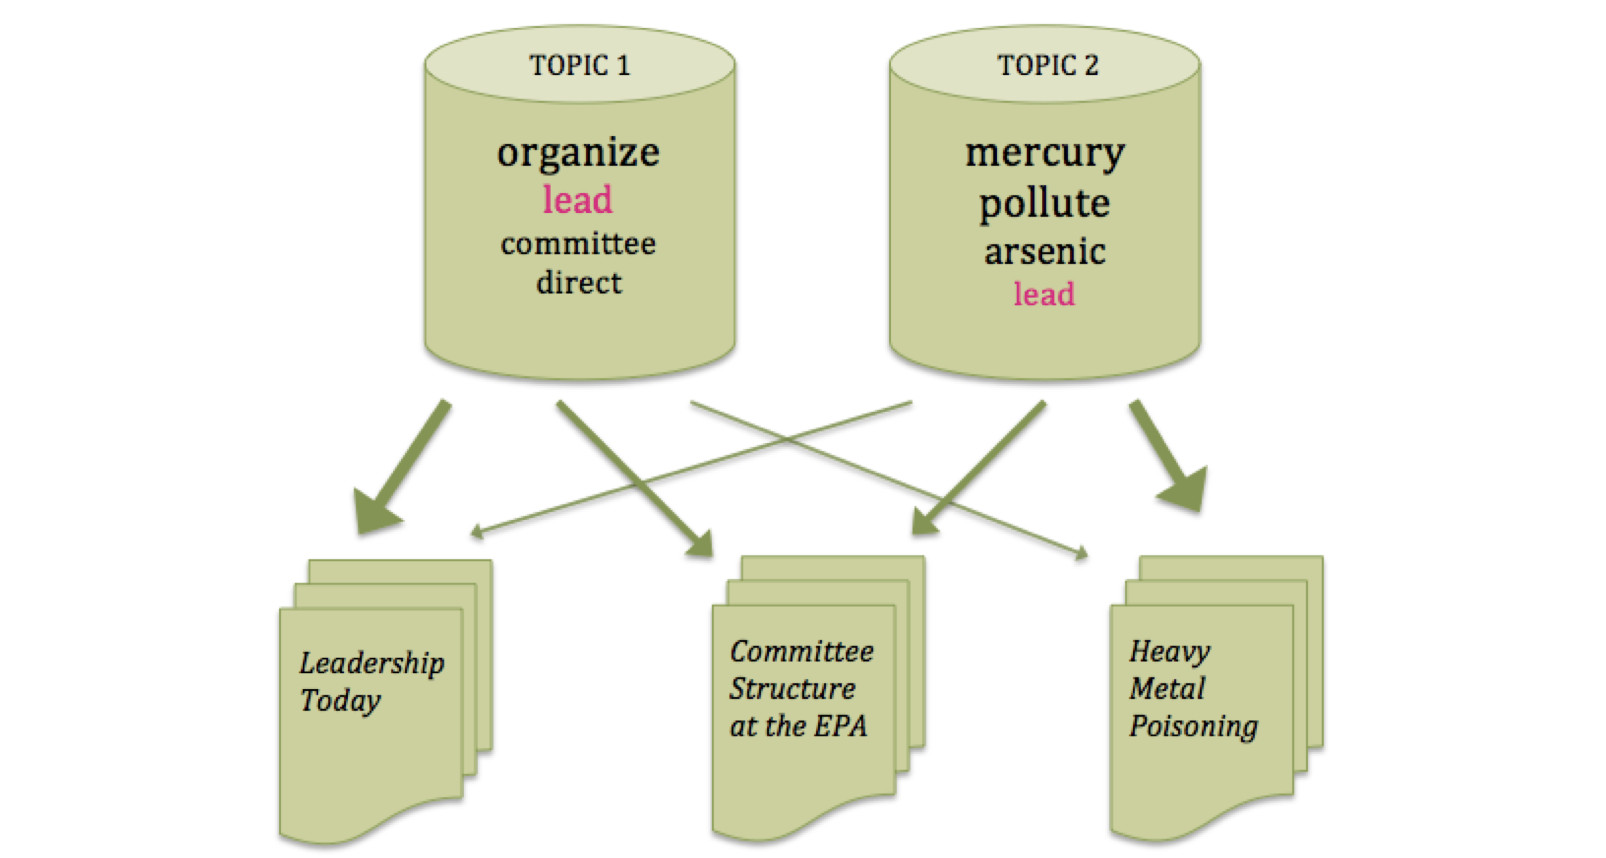 TOPIC 1
organize
lead
committee
direct
TOPIC 2
mercury
pollute
arsenic
lead
Leadership
Today
Committee
Structure
at the EPA
Heavy
Metal
Poisoning